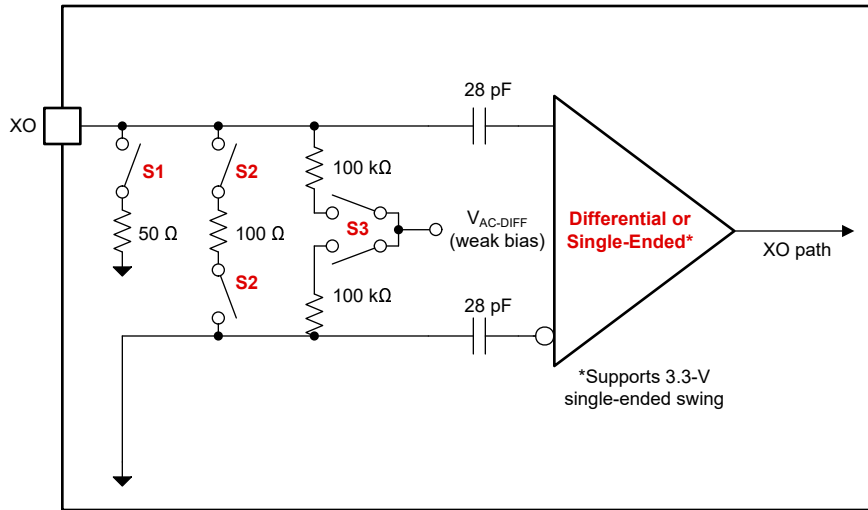 28 pF
XO
S1
S2
100 kΩ
50 Ω
100 Ω
S3
V_AC-DIFF
(weak bias)
Differential or
Single-Ended*
XO path
S2
100 kΩ
28 pF
*Supports 3.3-V
single-ended swing